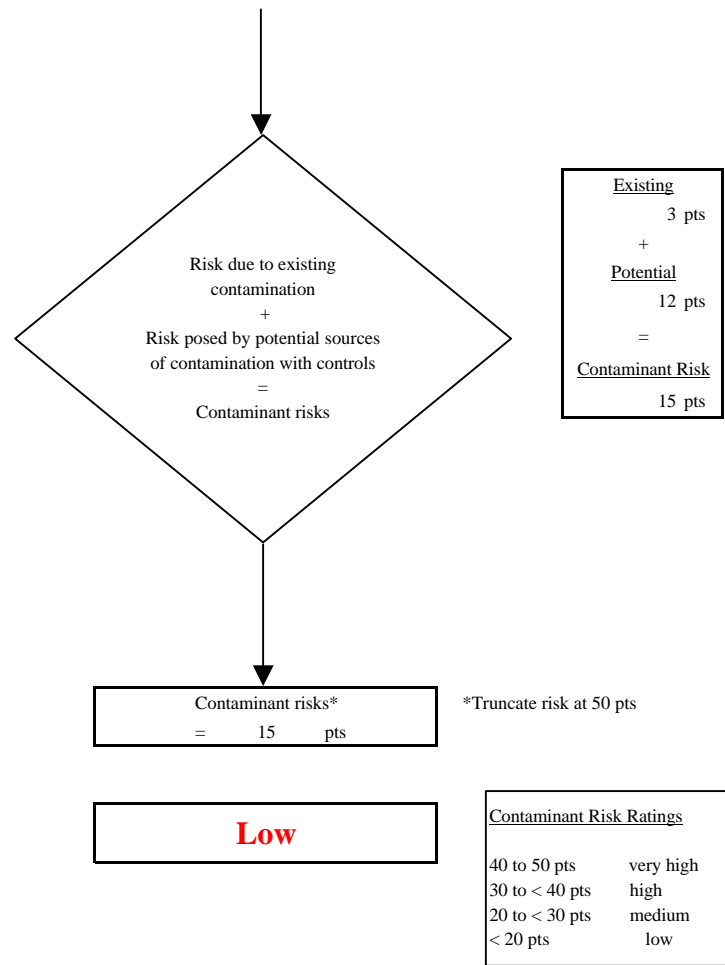 Risk due to existing
contamination
+
Risk posed by potential sources
of contamination with controls
=
Contaminant risks
Existing
3 pts
+
Potential
12 pts
=
Contaminant Risk
15 pts
Contaminant risks*
= 15 pts
*Truncate risk at 50 pts
Low
Contaminant Risk Ratings
40 to 50 pts very high
30 to < 40 pts high
20 to < 30 pts medium
< 20 pts low